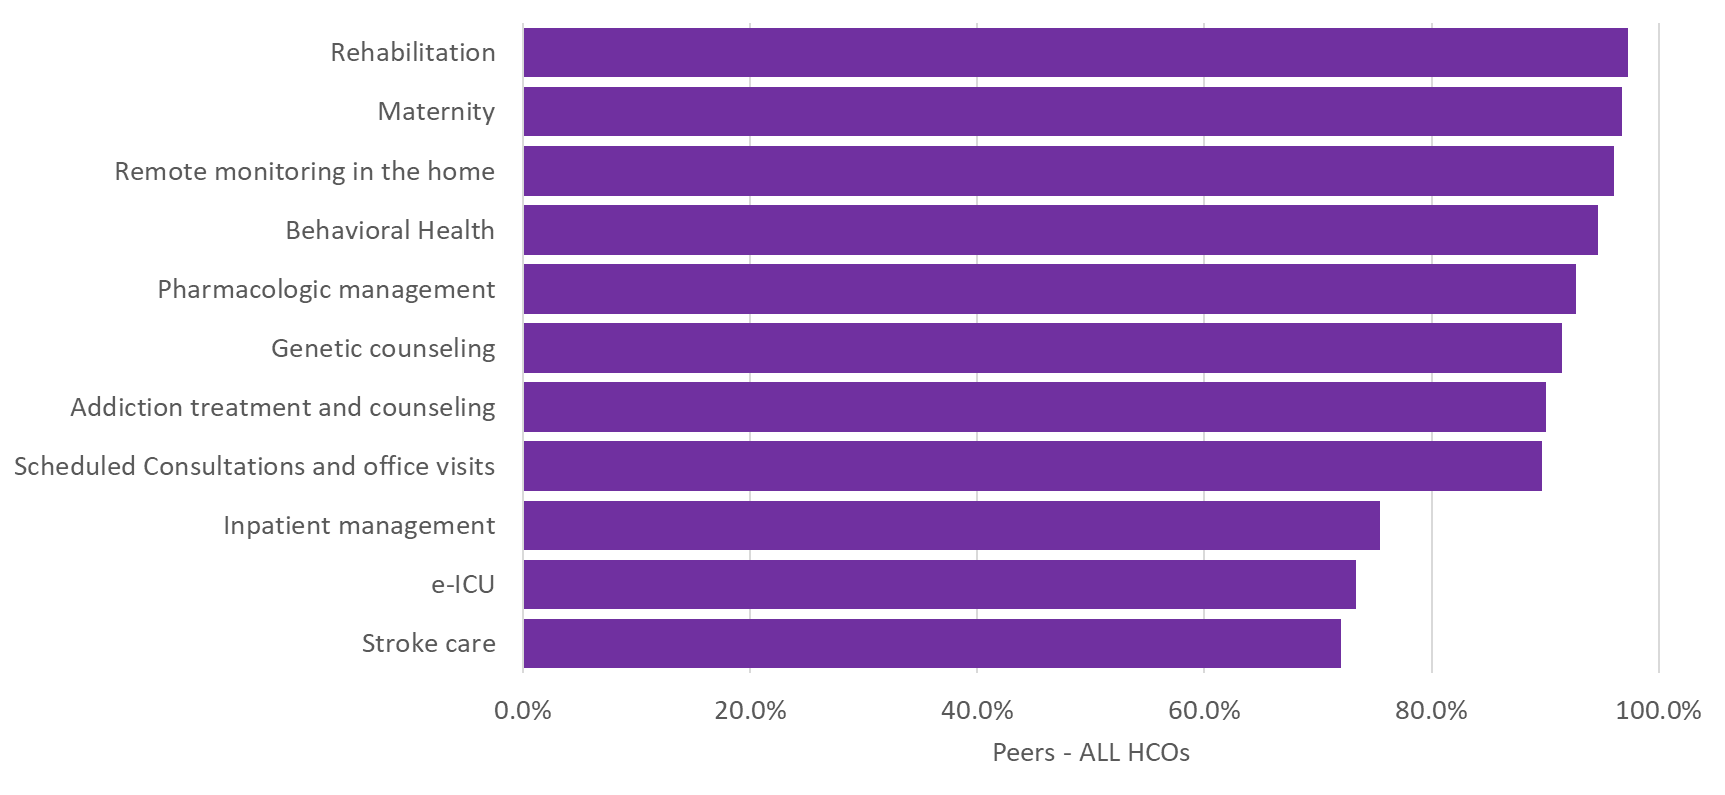 Rehabilitation
Maternity
Remote monitoring in the home
Behavioral Health
Pharmacologic management
Genetic counseling
Addiction treatment and counseling
Scheduled Consultations and office visits
Inpatient management
e-ICU
Stroke care
0.0% 20.0% 40.0% 60.0% 80.0% 100.0%
Peers - ALL HCOs